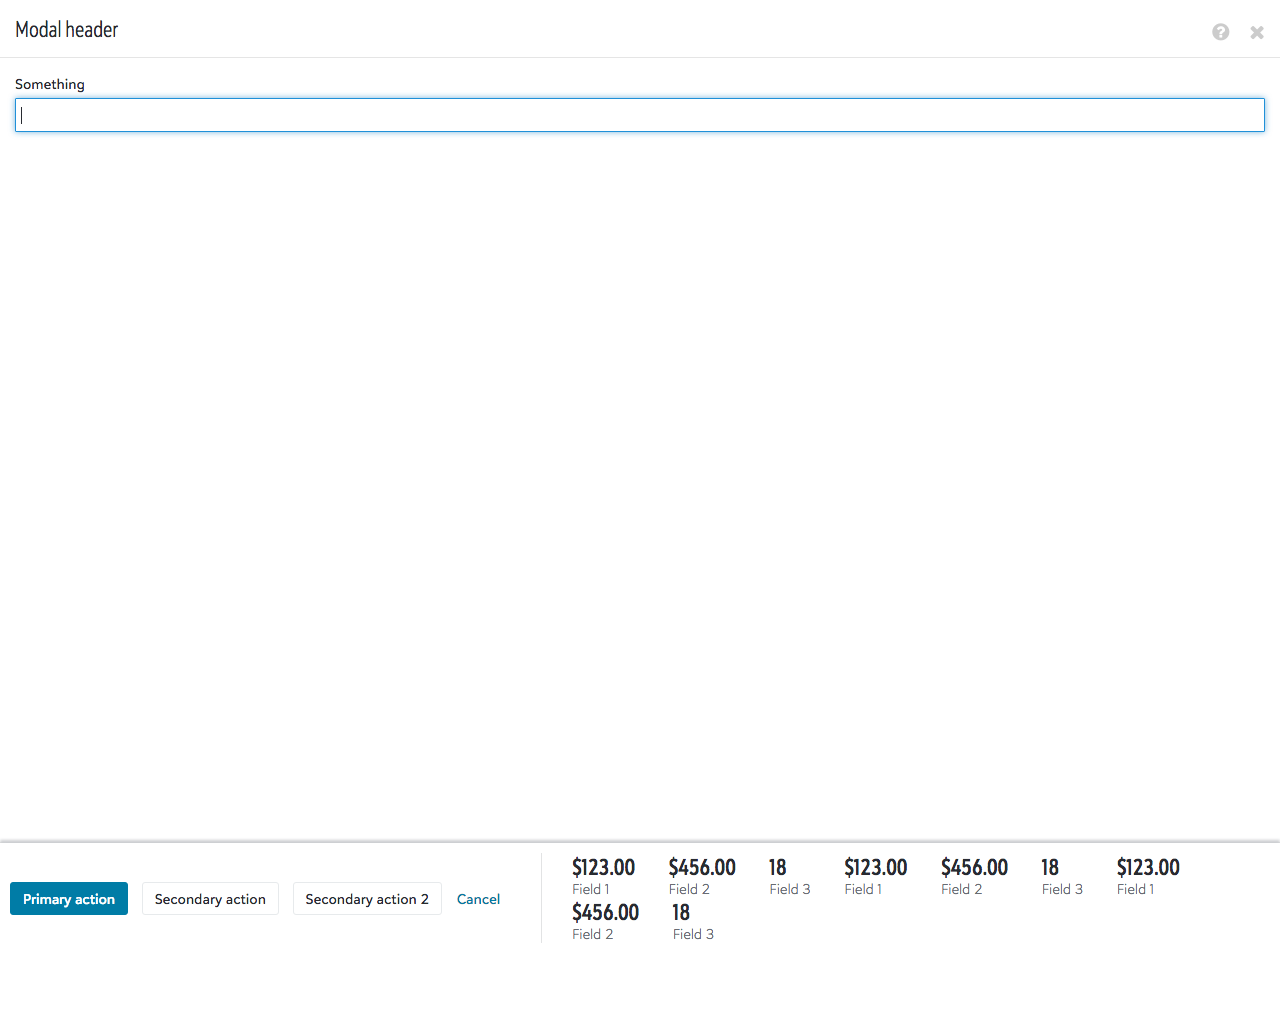 Modal header
Something
Primary action Secondary action Secondary action 2 Cancel
$123.00 $456.00 18 $123.00 $456.00 18 $123.00
Field 1 Field 2 Field 3 Field 1 Field 2 Field 3 Field 1
$456.00 18
Field 2 Field 3